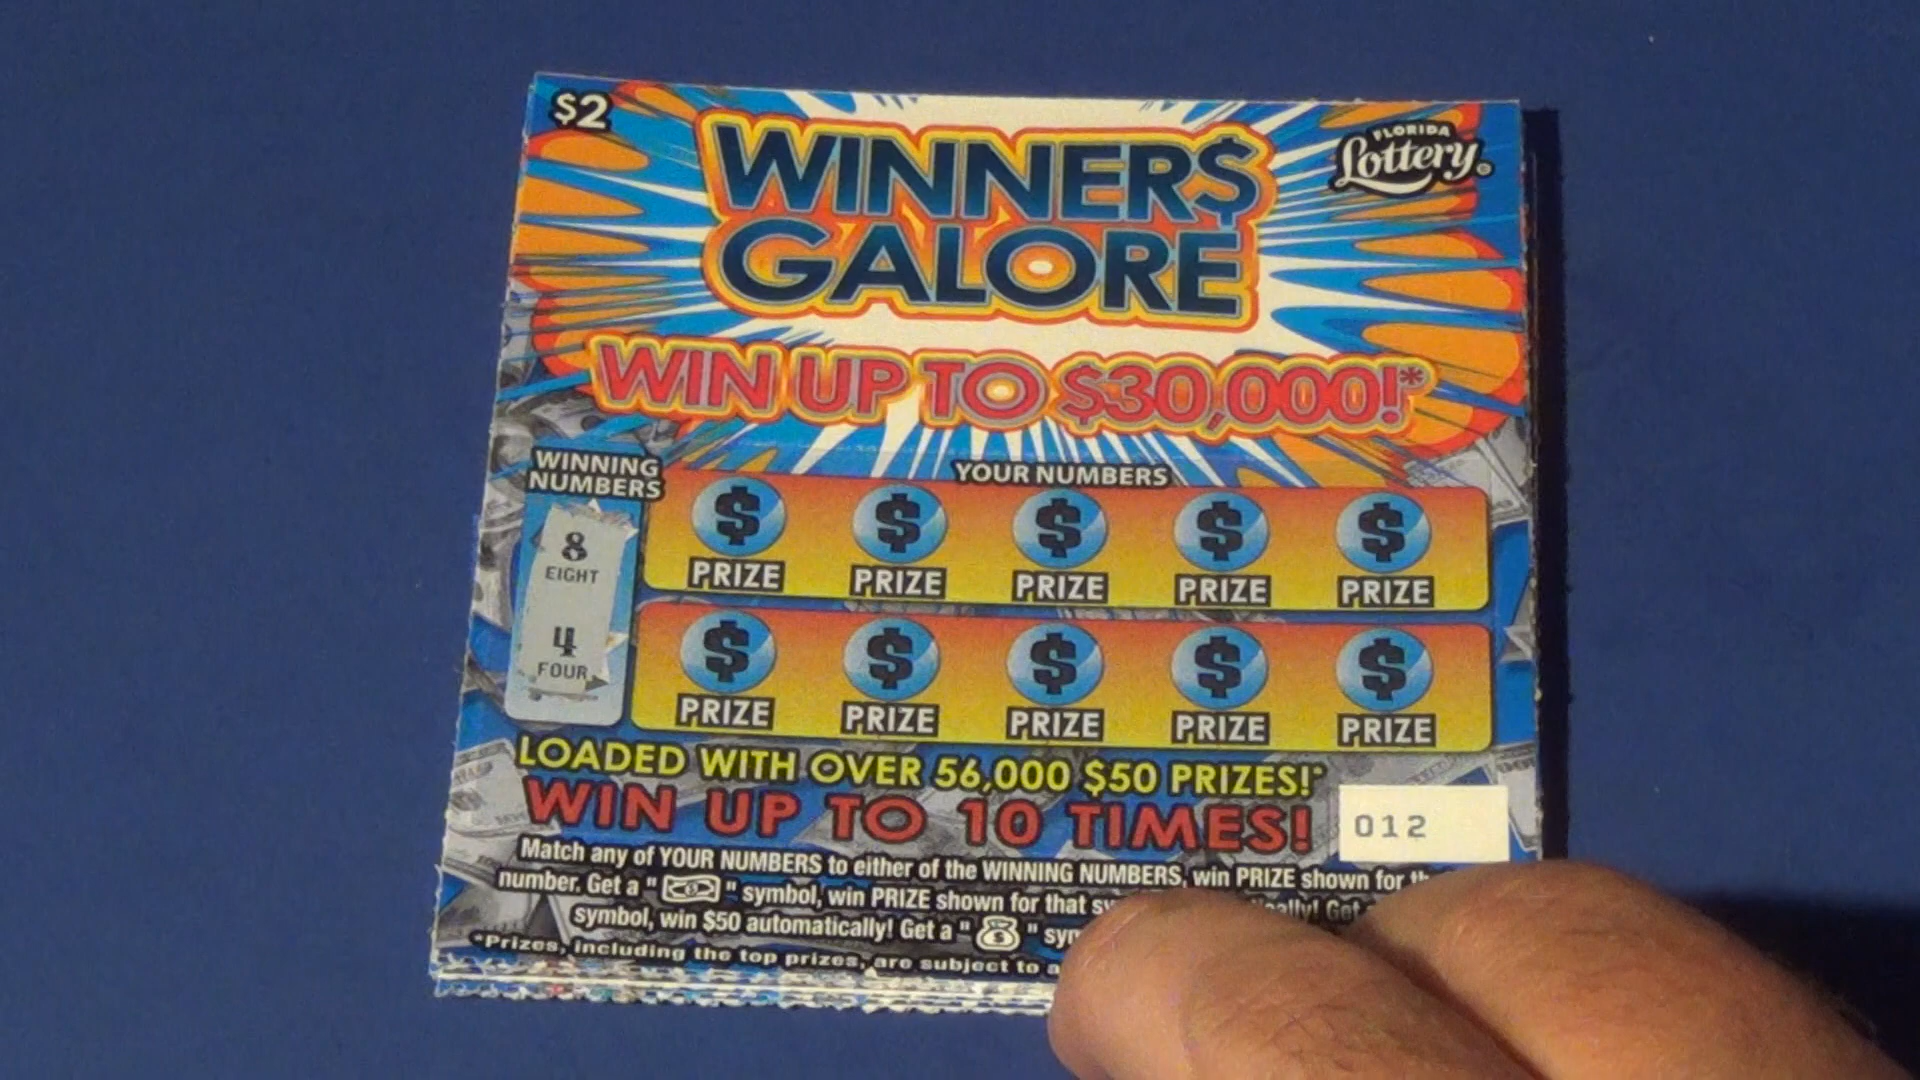 $2
FLORIDA
Lottery
WINNER$
GALORE
WIN UP TO $30,000!*
WINNING
NUMBERS
YOUR NUMBERS
8
EIGHT
4
FOUR
$ $ $ $ $
PRIZE PRIZE PRIZE PRIZE PRIZE
$ $ $ $ $
PRIZE PRIZE PRIZE PRIZE PRIZE
LOADED WITH OVER 56,000 $50 PRIZES!*
WIN UP TO 10 TIMES!
012
Match any of YOUR NUMBERS to either of the WINNING NUMBERS, win PRIZE shown for
number. Get a " " symbol, win PRIZE shown for that Get
symbol, win $50 automatically! Get a " $ "
*Prizes, including the top prizes, are subject to